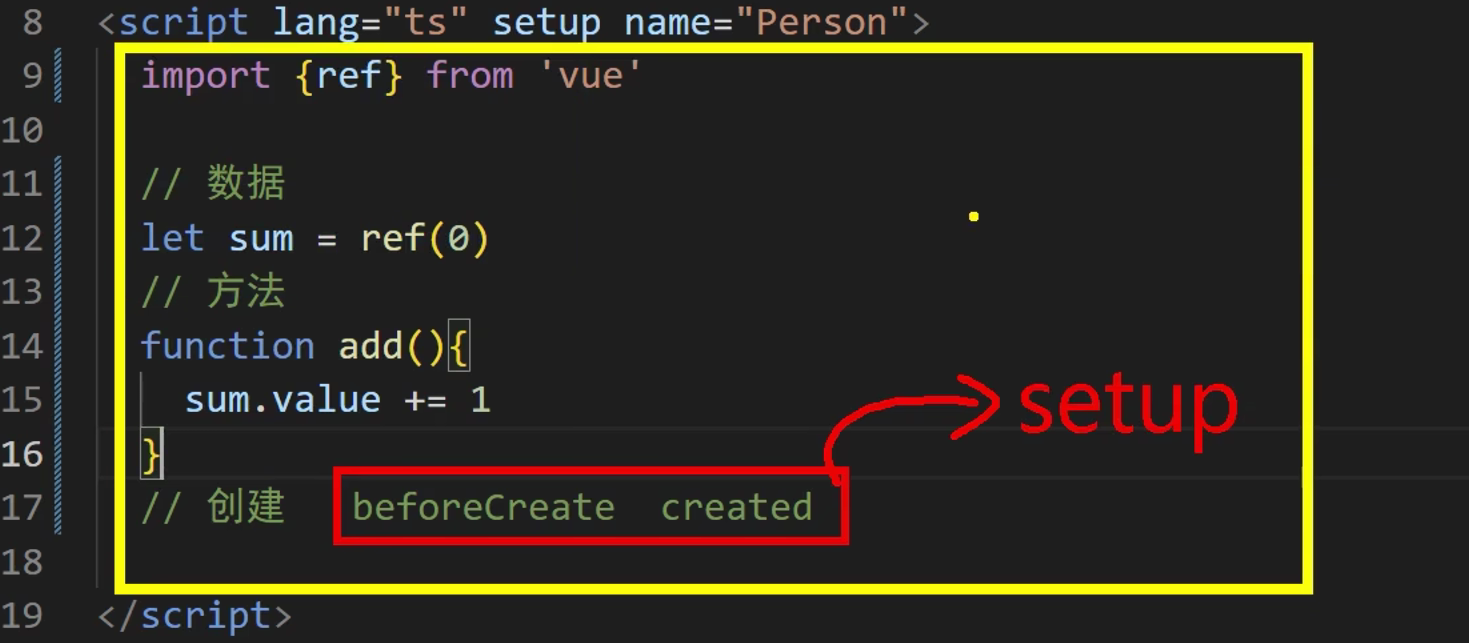 8 <script lang="ts" setup name="Person">
9 import {ref} from 'vue'
10
11 // 数据
12 let sum = ref(0)
13 // 方法
14 function add(){
15 sum.value += 1
setup
16 }
17 // 创建 beforeCreate created
18
19 </script>